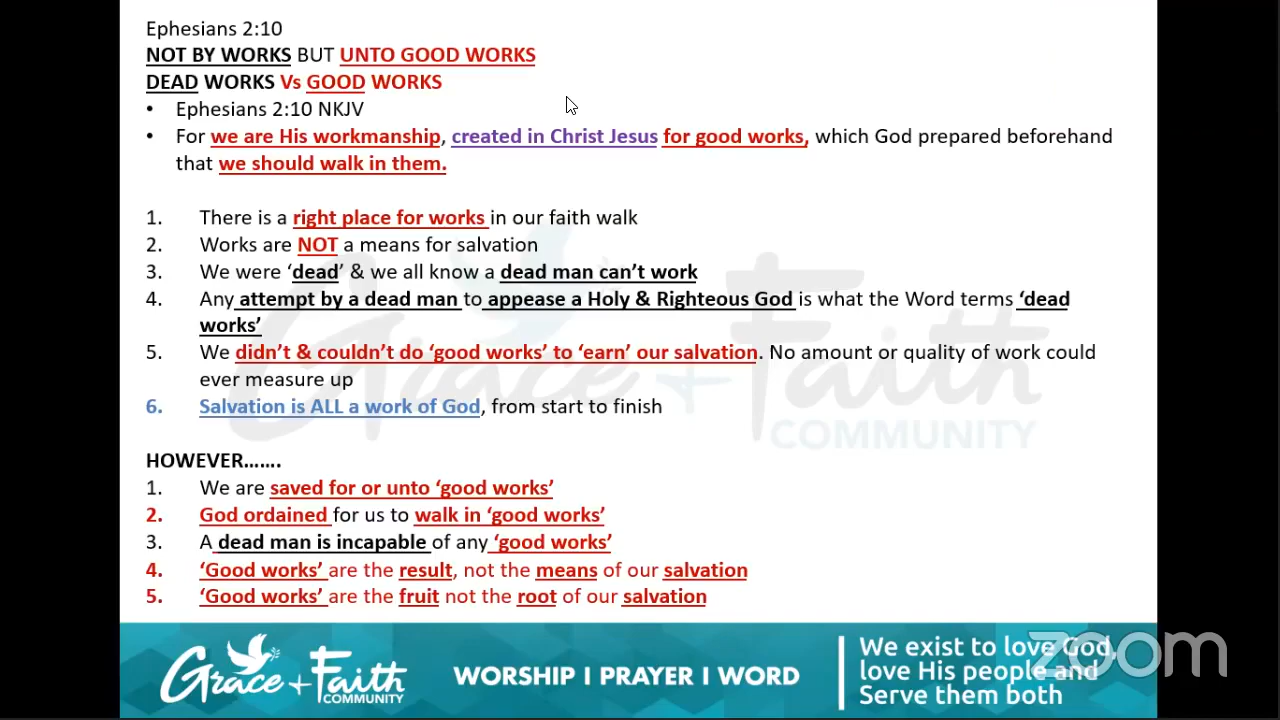 Ephesians 2:10
NOT BY WORKS BUT UNTO GOOD WORKS
DEAD WORKS Vs GOOD WORKS
• Ephesians 2:10 NKJV
• For we are His workmanship, created in Christ Jesus for good works, which God prepared beforehand
that we should walk in them.
1. There is a right place for works in our faith walk
2. Works are NOT a means for salvation
3. We were ‘dead’ & we all know a dead man can’t work
4. Any attempt by a dead man to appease a Holy & Righteous God is what the Word terms ‘dead
works’
5. We didn’t & couldn’t do ‘good works’ to ‘earn’ our salvation. No amount or quality of work could
ever measure up
6. Salvation is ALL a work of God, from start to finish
Grace + Faith
COMMUNITY
HOWEVER…….
1. We are saved for or unto ‘good works’
2. God ordained for us to walk in ‘good works’
3. A dead man is incapable of any ‘good works’
4. ‘Good works’ are the result, not the means of our salvation
5. ‘Good works’ are the fruit not the root of our salvation
Grace + Faith
COMMUNITY
WORSHIP I PRAYER I WORD
We exist to love God,
love His people and
Serve them both
zoom